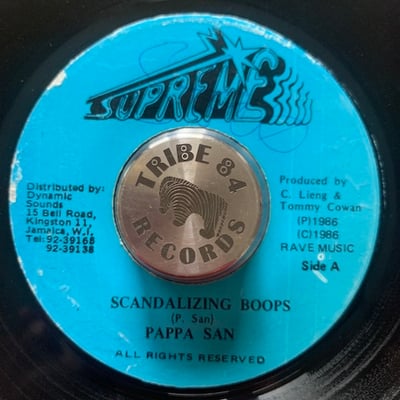 SUPREME
TRIBE 84
RECORDS
Distributed by:
Dynamic
Sounds
15 Bell Road,
Kingston 11,
Jamaica, W.I.
Tel: 92-39168
92-39138
Produced by
C. Lieng &
Tommy Cowan
(P)1986
(C)1986
RAVE MUSIC
Side A
SCANDALIZING BOOPS
(P. San)
PAPPA SAN
ALL RIGHTS RESERVED